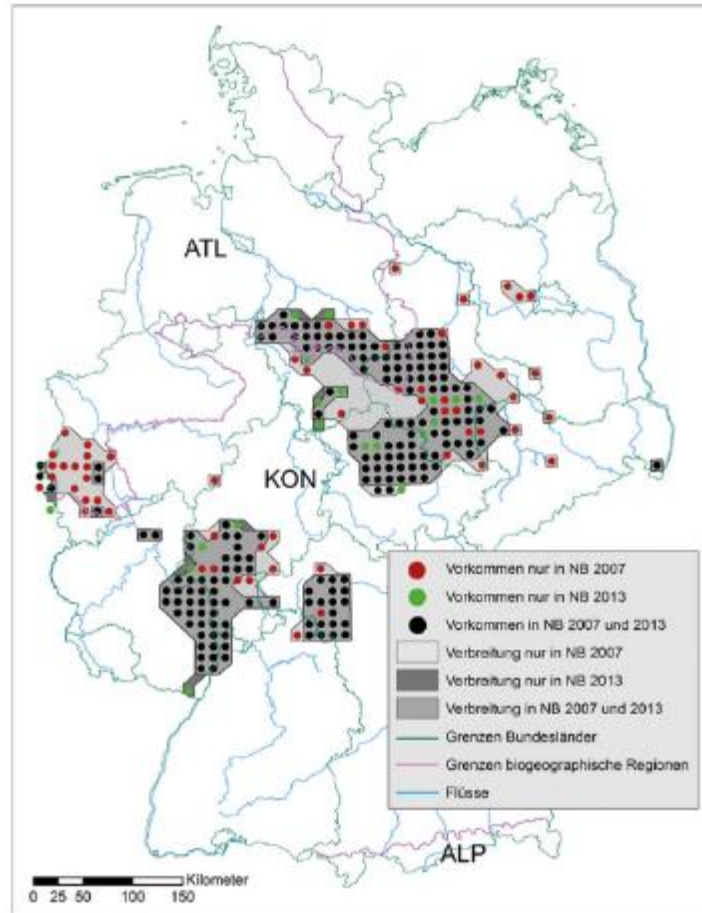 ATL
KON
Vorkommen nur in NB 2007
Vorkommen nur in NB 2013
Vorkommen in NB 2007 und 2013
Verbreitung nur in NB 2007
Verbreitung nur in NB 2013
Verbreitung in NB 2007 und 2013
Grenzen Bundesländer
Grenzen biogeographische Regionen
Flüsse
ALP
Kilometer
0 25 50 100 150